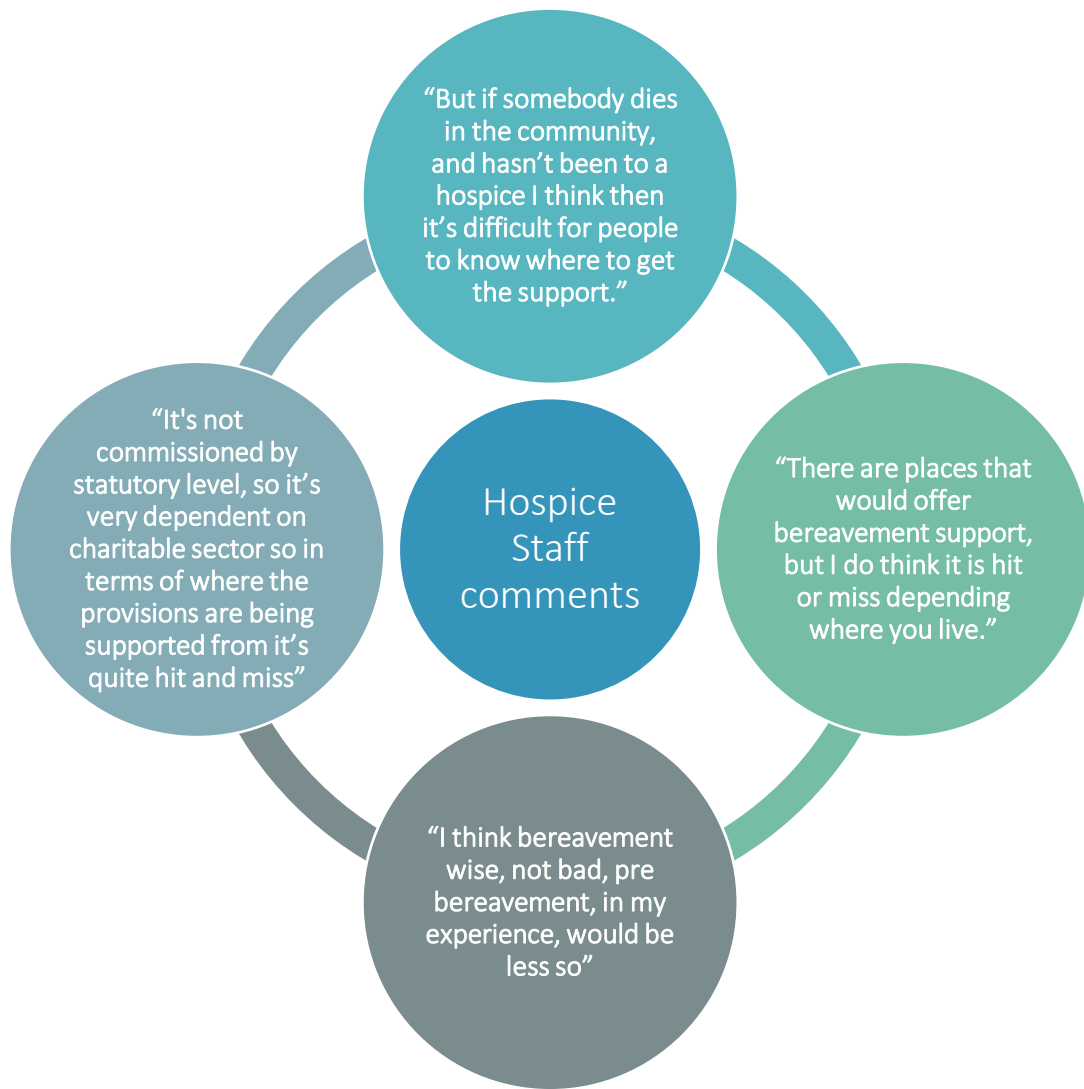 “But if somebody dies
in the community,
and hasn’t been to a
hospice I think then
it’s difficult for people
to know where to get
the support.”
“It's not
commissioned by
statutory level, so it’s
very dependent on
charitable sector so in
terms of where the
provisions are being
supported from it’s
quite hit and miss”
Hospice
Staff
comments
“There are places that
would offer
bereavement support,
but I do think it is hit
or miss depending
where you live.”
“I think bereavement
wise, not bad, pre
bereavement, in my
experience, would be
less so”